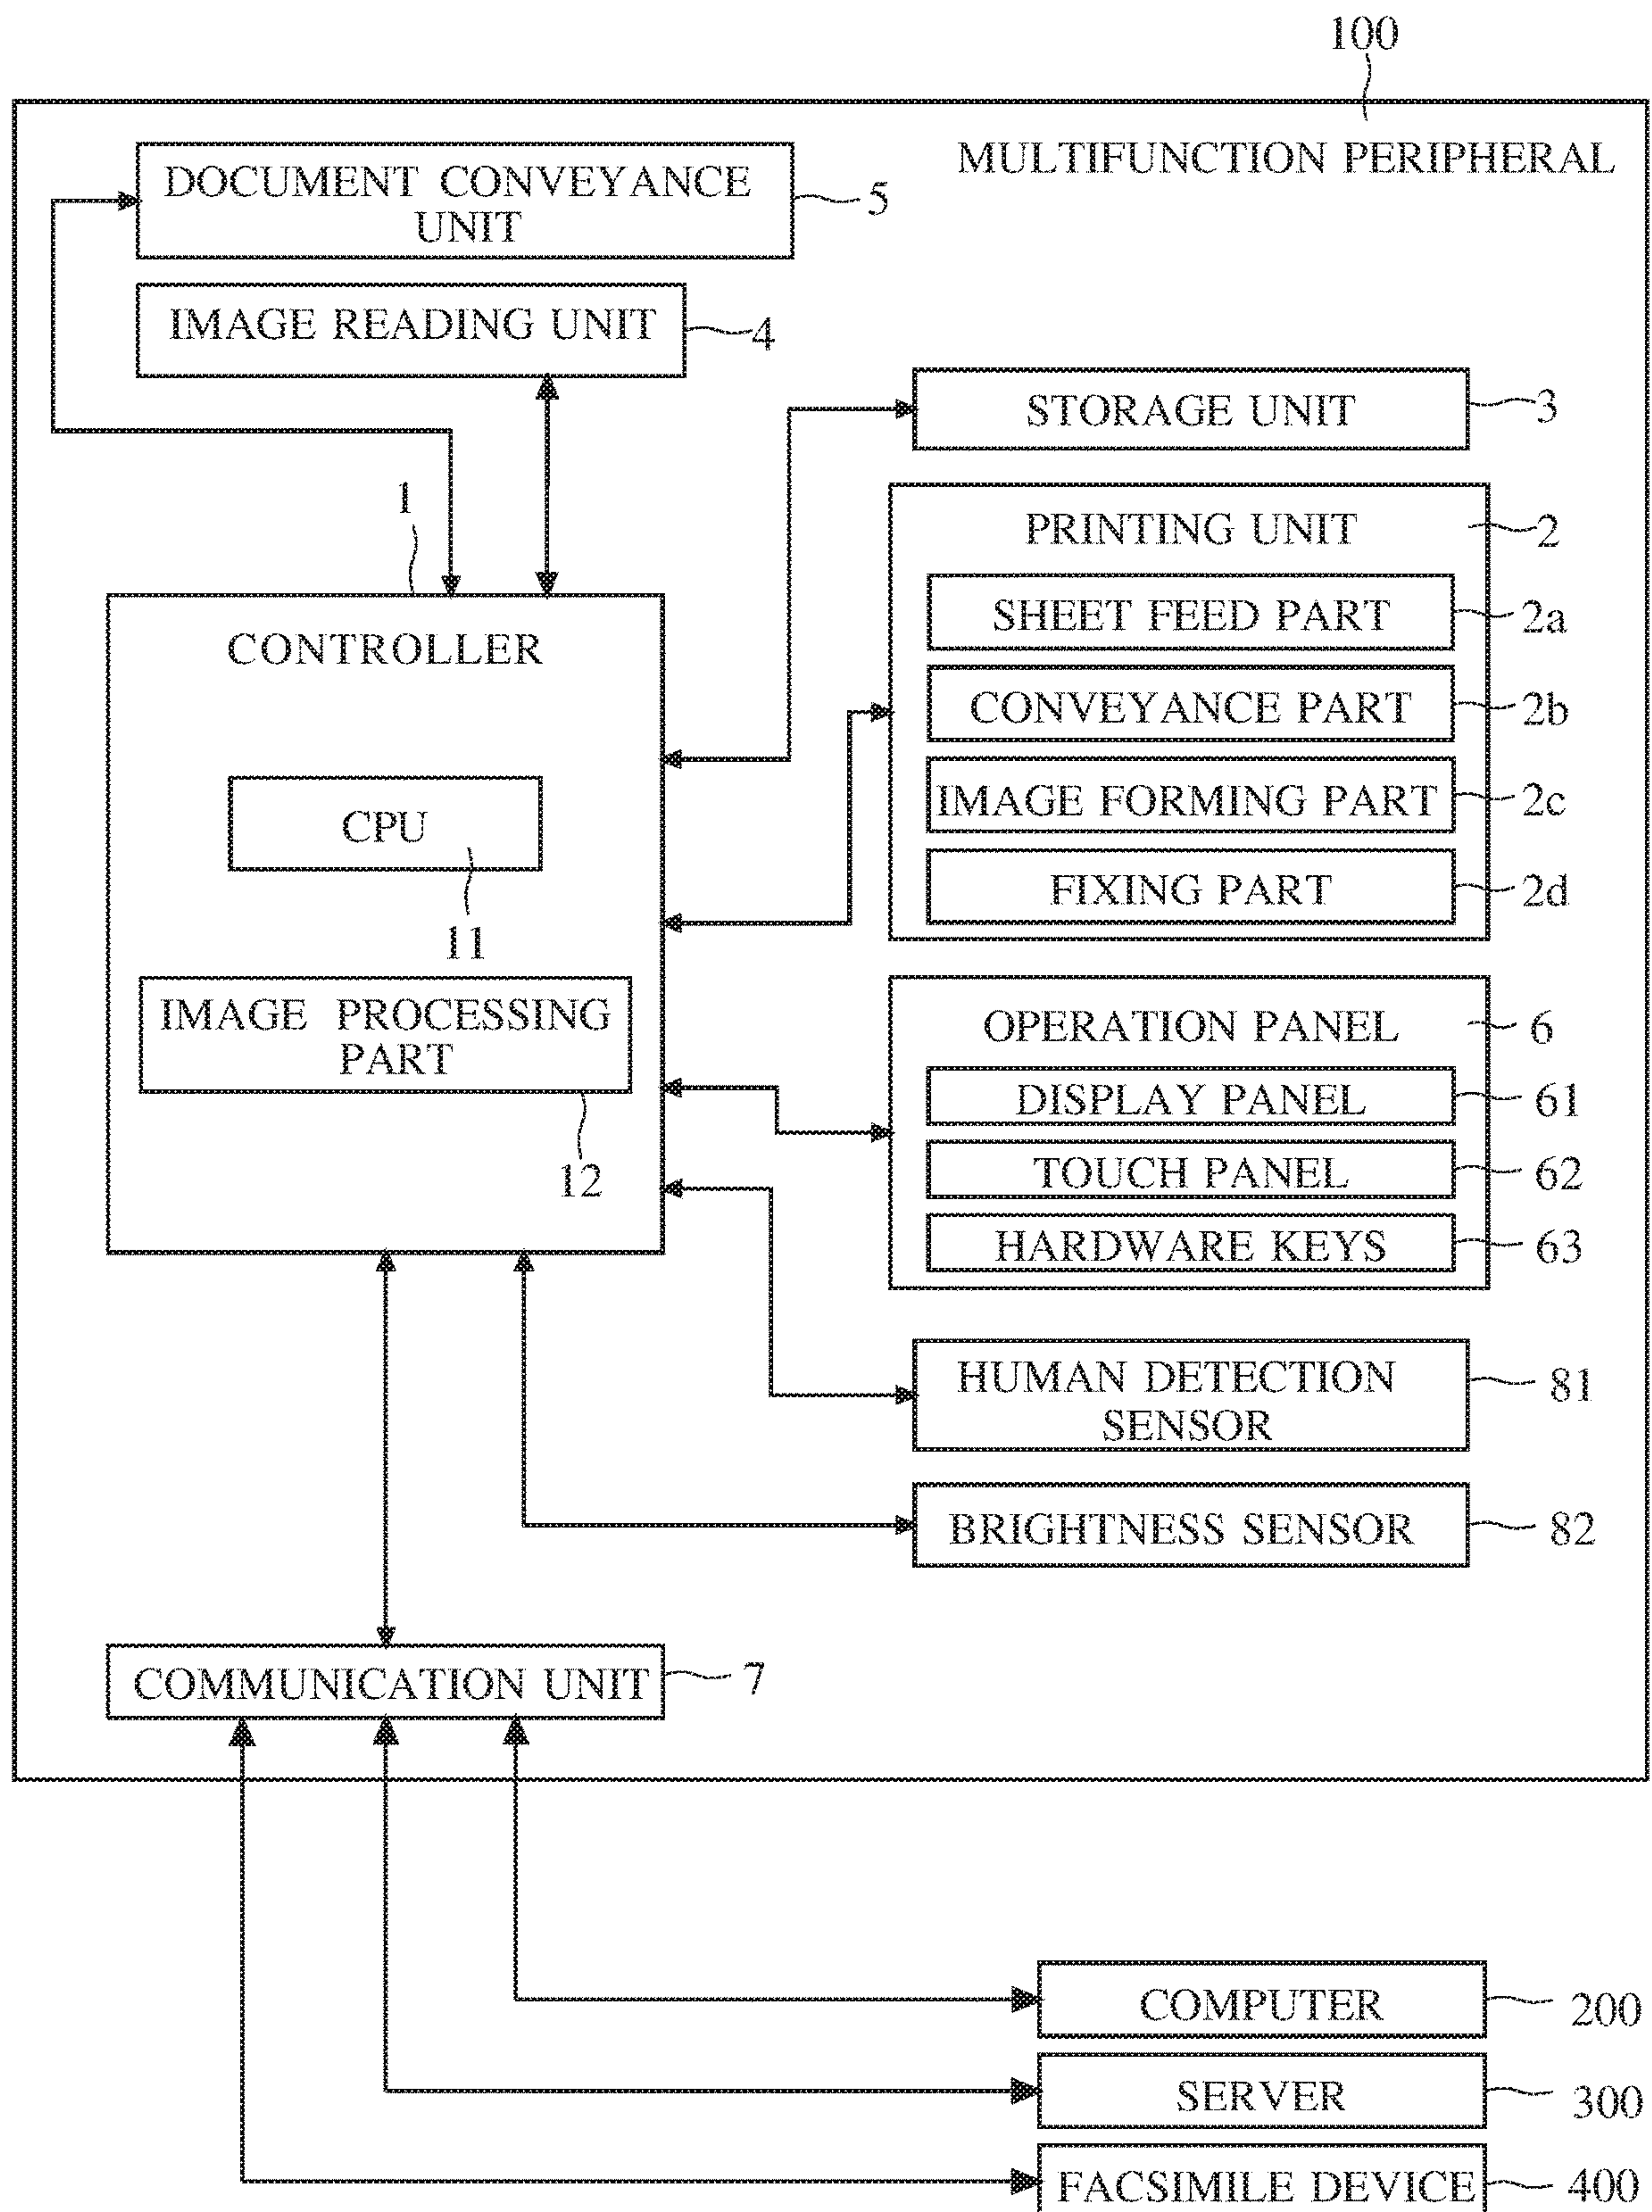 100
MULTIFUNCTION PERIPHERAL
DOCUMENT CONVEYANCE
UNIT
5
IMAGE READING UNIT
4
STORAGE UNIT
3
1
CONTROLLER
CPU
11
IMAGE PROCESSING
PART
12
PRINTING UNIT
2
SHEET FEED PART
2a
CONVEYANCE PART
2b
IMAGE FORMING PART
2c
FIXING PART
2d
OPERATION PANEL
6
DISPLAY PANEL
61
TOUCH PANEL
62
HARDWARE KEYS
63
HUMAN DETECTION
SENSOR
81
BRIGHTNESS SENSOR
82
COMMUNICATION UNIT
7
COMPUTER
200
SERVER
300
FACSIMILE DEVICE
400